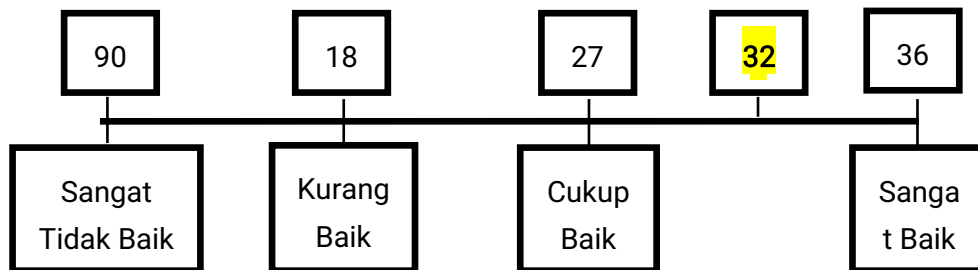 90
18
27
32
36
Sangat
Tidak Baik
Kurang
Baik
Cukup
Baik
Sanga
t Baik